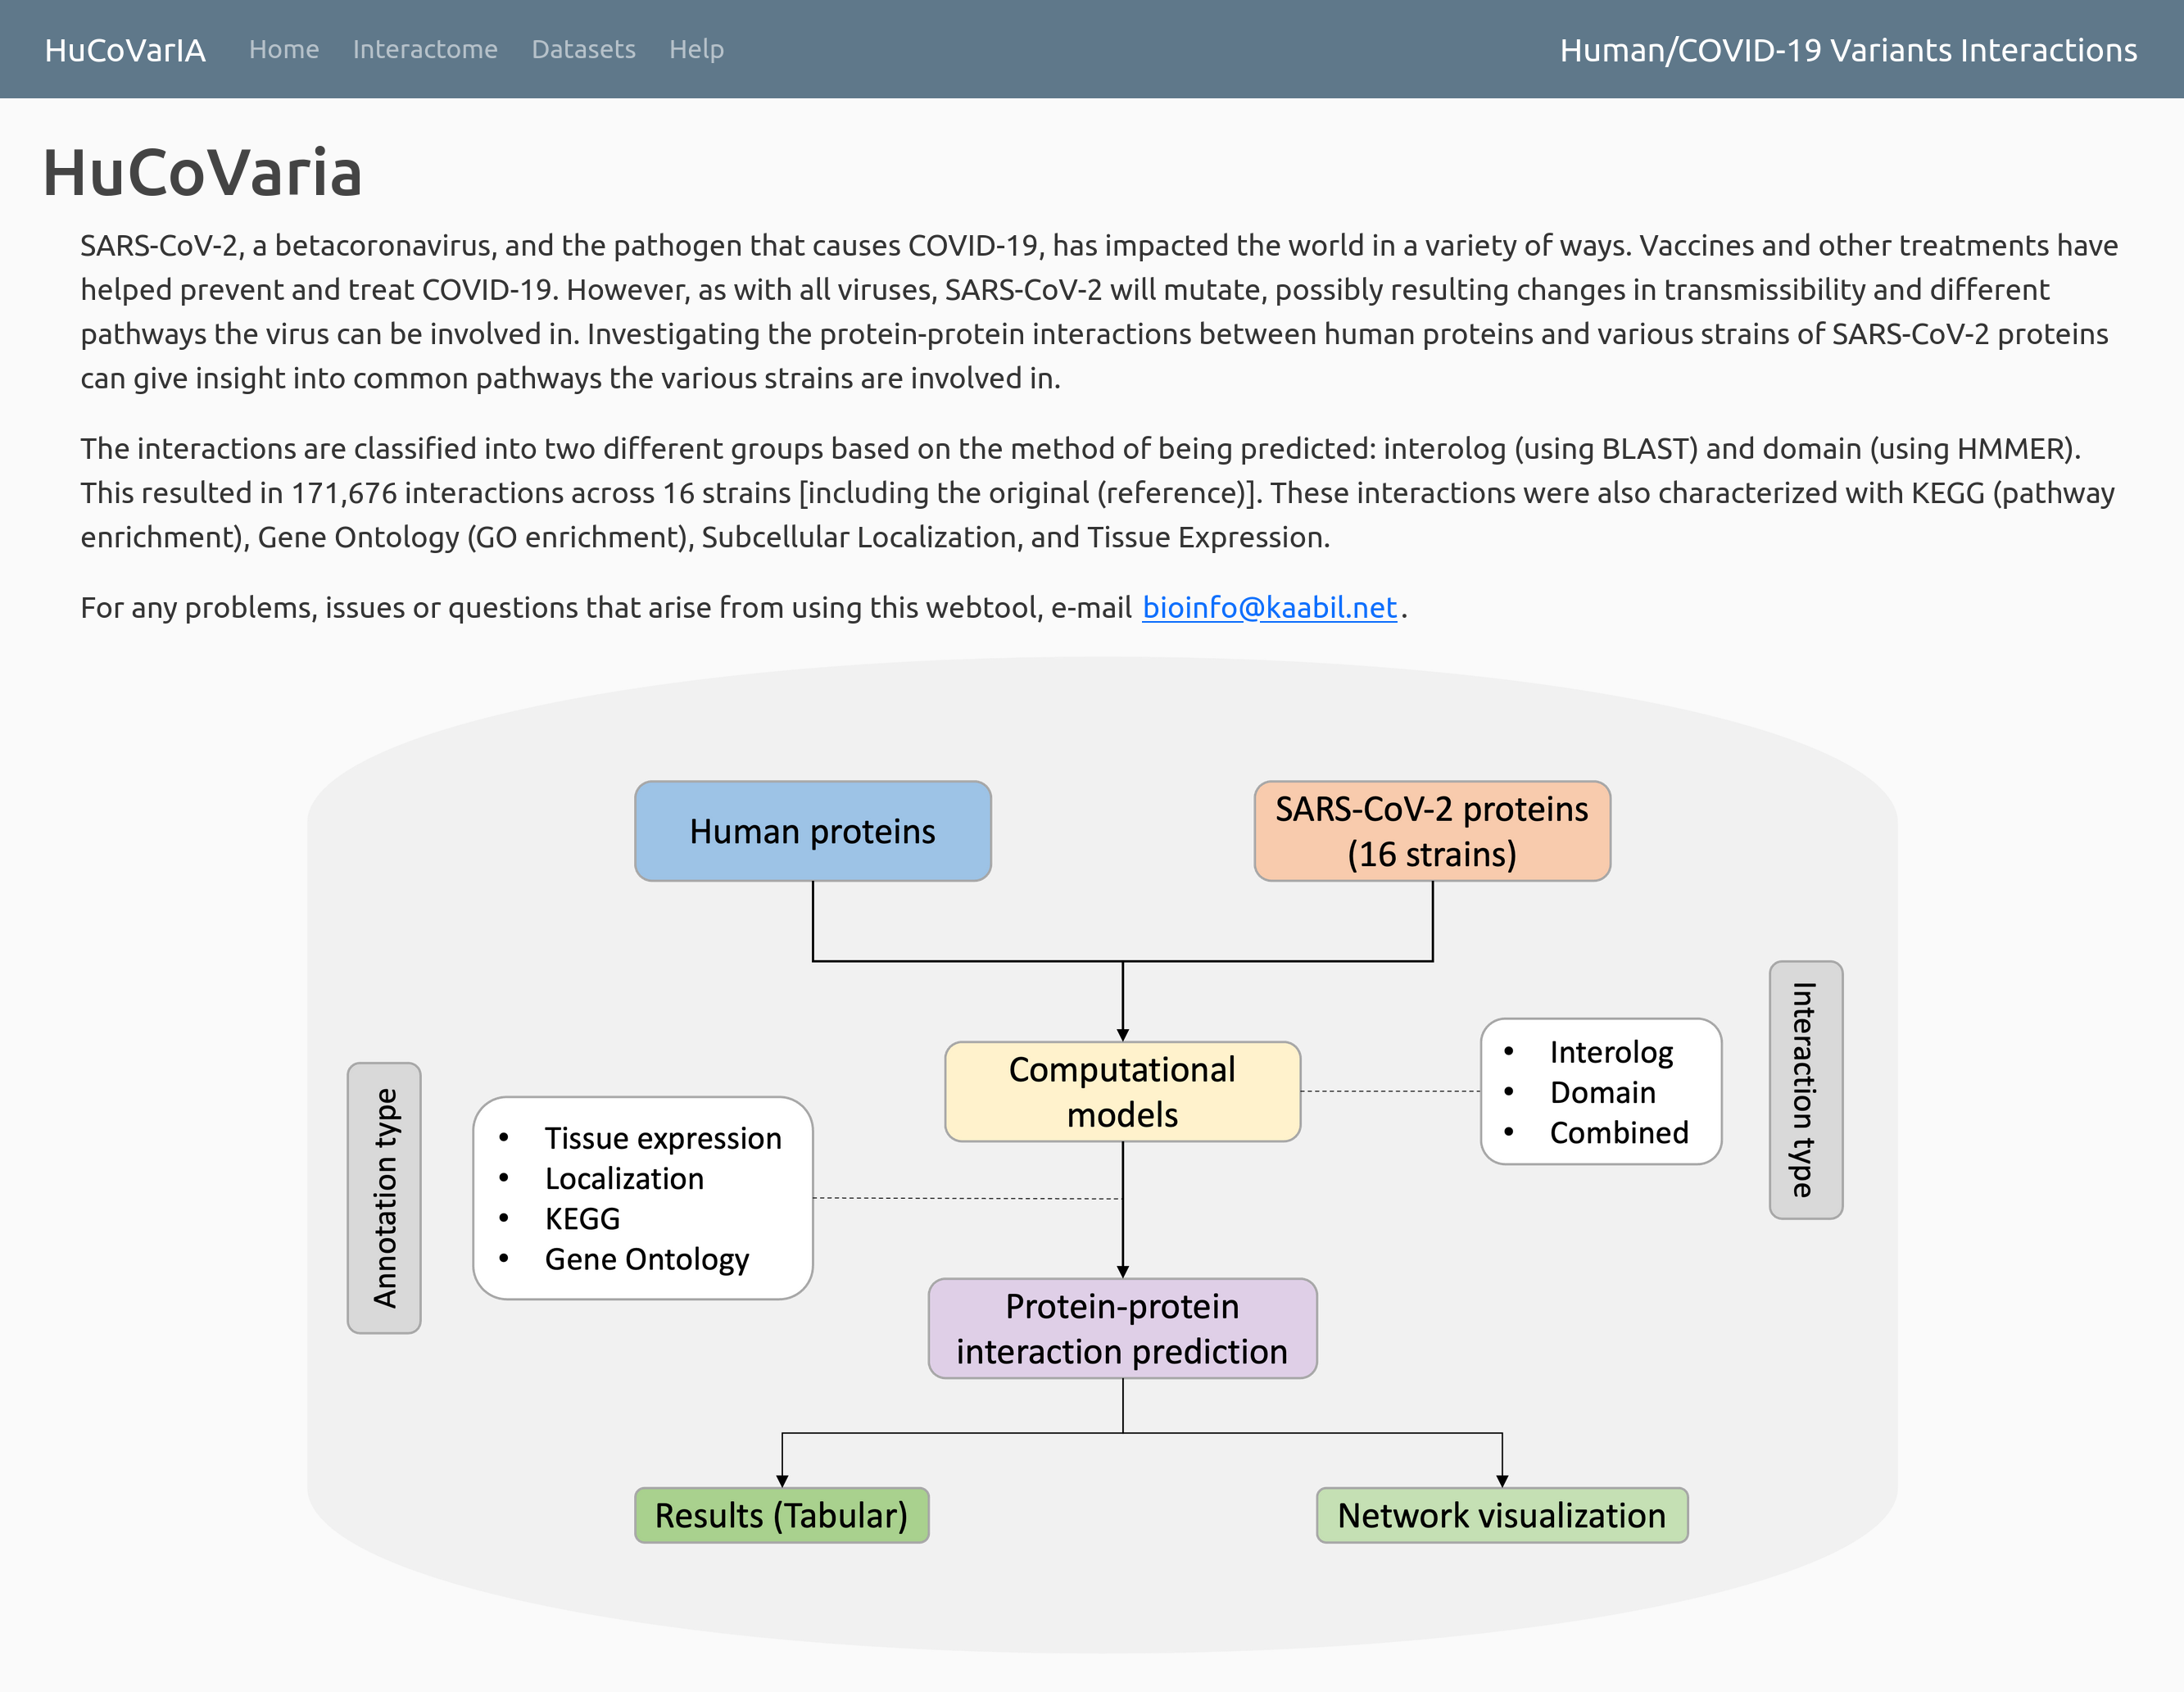 HuCoVarIA Home Interactome Datasets Help Human/COVID-19 Variants Interactions
HuCoVaria
SARS-CoV-2, a betacoronavirus, and the pathogen that causes COVID-19, has impacted the world in a variety of ways. Vaccines and other treatments have
helped prevent and treat COVID-19. However, as with all viruses, SARS-CoV-2 will mutate, possibly resulting changes in transmissibility and different
pathways the virus can be involved in. Investigating the protein-protein interactions between human proteins and various strains of SARS-CoV-2 proteins
can give insight into common pathways the various strains are involved in.
The interactions are classified into two different groups based on the method of being predicted: interolog (using BLAST) and domain (using HMMER).
This resulted in 171,676 interactions across 16 strains [including the original (reference)]. These interactions were also characterized with KEGG (pathway
enrichment), Gene Ontology (GO enrichment), Subcellular Localization, and Tissue Expression.
For any problems, issues or questions that arise from using this webtool, e-mail bioinfo@kaabil.net.
Human proteins
SARS-CoV-2 proteins
(16 strains)
Computational
models
• Interolog
• Domain
• Combined
Interaction type
Annotation type
• Tissue expression
• Localization
• KEGG
• Gene Ontology
Protein-protein
interaction prediction
Results (Tabular)
Network visualization